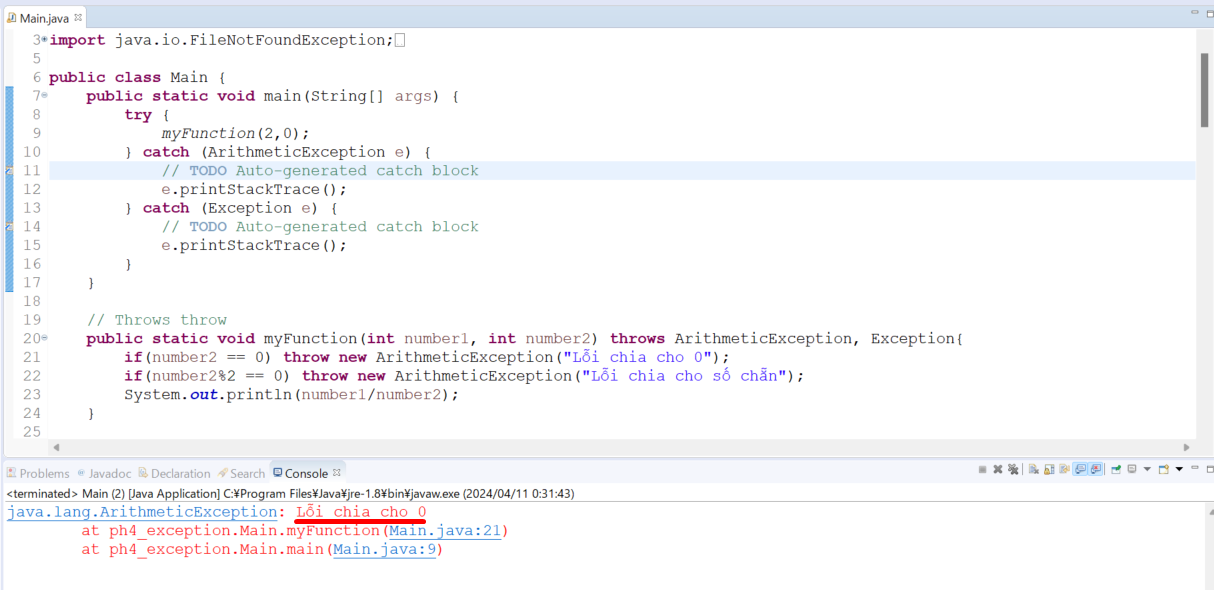 Main.java
3 import java.io.FileNotFoundException;
5
6 public class Main {
7     public static void main(String[] args) {
8         try {
9             myFunction(2,0);
10         } catch (ArithmeticException e) {
11             // TODO Auto-generated catch block
12             e.printStackTrace();
13         } catch (Exception e) {
14             // TODO Auto-generated catch block
15             e.printStackTrace();
16         }
17     }
18
19     // Throws throw
20     public static void myFunction(int number1, int number2) throws ArithmeticException, Exception{
21         if(number2 == 0) throw new ArithmeticException("Lỗi chia cho 0");
22         if(number2%2 == 0) throw new ArithmeticException("Lỗi chia cho số chẵn");
23         System.out.println(number1/number2);
24     }
25
Problems Javadoc Declaration Search Console
<terminated> Main (2) [Java Application] C:¥Program Files¥Java¥jre-1.8¥bin¥javaw.exe (2024/04/11 0:31:43)
java.lang.ArithmeticException: Lỗi chia cho 0
at ph4_exception.Main.myFunction(Main.java:21)
at ph4_exception.Main.main(Main.java:9)